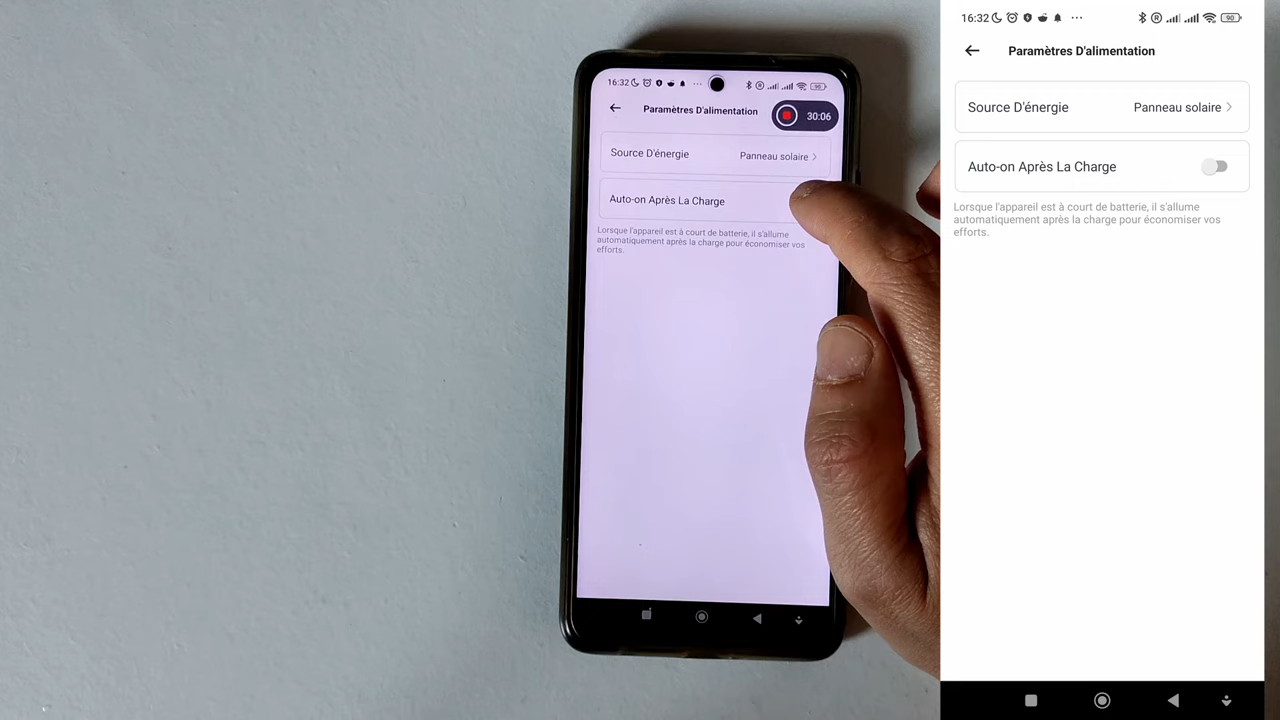 16:32
Paramètres D'alimentation
30:06
Source D'énergie
Panneau solaire
Auto-on Après La Charge
Lorsque l'appareil est à court de batterie, il s'allume
automatiquement après la charge pour économiser vos
efforts.
16:32
90
Paramètres D'alimentation
Source D'énergie
Panneau solaire
Auto-on Après La Charge
Lorsque l'appareil est à court de batterie, il s'allume
automatiquement après la charge pour économiser vos
efforts.